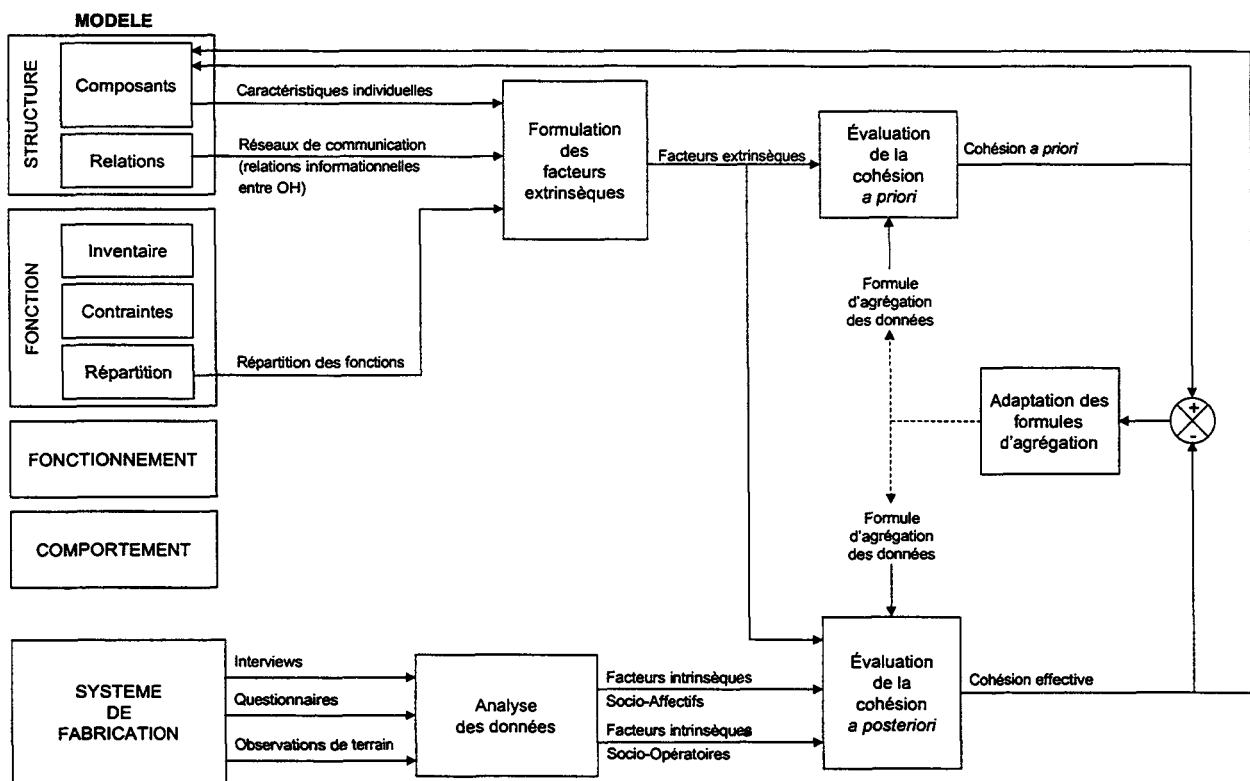 MODELE
STRUCTURE
Composants
Relations
Caractéristiques individuelles
Réseaux de communication
(relations informationnelles
entre OH)
Formulation
des
facteurs
extrinsèques
Facteurs extrinsèques
Évaluation
de la
cohésion
a priori
Cohésion a priori
FONCTION
Inventaire
Contraintes
Répartition
Répartition des fonctions
Formule
d'agrégation
des données
Adaptation des
formules
d'agrégation
+
-
FONCTIONNEMENT
COMPORTEMENT
Formule
d'agrégation
des données
SYSTEME
DE
FABRICATION
Interviews
Questionnaires
Observations de terrain
Analyse
des données
Facteurs intrinsèques
Socio-Affectifs
Facteurs intrinsèques
Socio-Opératoires
Évaluation
de la
cohésion
a posteriori
Cohésion effective